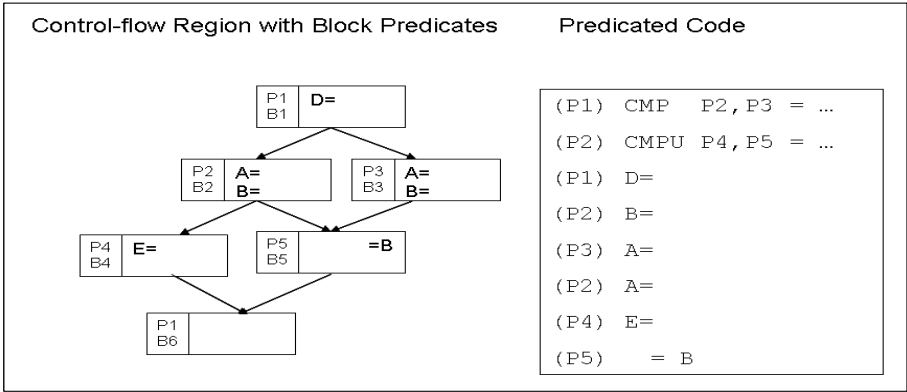 Control-flow Region with Block Predicates
Predicated Code
P1
B1
D=
P2
B2
A=
B=
P3
B3
A=
B=
P4
B4
E=
P5
B5
=B
P1
B6
(P1) CMP P2,P3 = …
(P2) CMPU P4,P5 = …
(P1) D=
(P2) B=
(P3) A=
(P2) A=
(P4) E=
(P5) = B